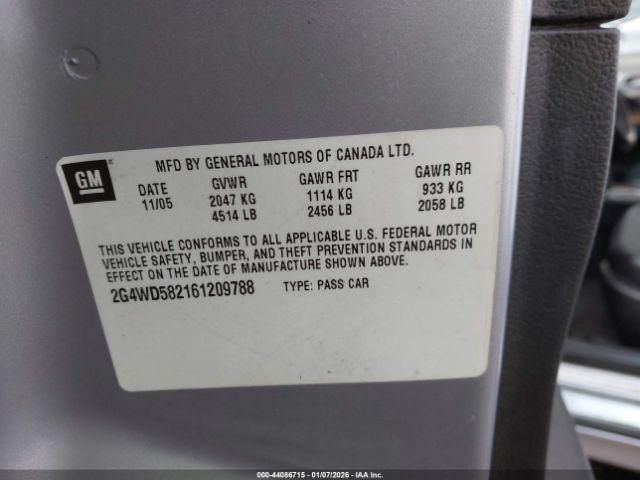 GM
MFD BY GENERAL MOTORS OF CANADA LTD.
DATE GVWR GAWR FRT GAWR RR
11/05 2047 KG 1114 KG 933 KG
4514 LB 2456 LB 2058 LB
THIS VEHICLE CONFORMS TO ALL APPLICABLE U.S. FEDERAL MOTOR
VEHICLE SAFETY, BUMPER, AND THEFT PREVENTION STANDARDS IN
EFFECT ON THE DATE OF MANUFACTURE SHOWN ABOVE.
2G4WD582161209788 TYPE: PASS CAR
000-44086715 - 01/07/2026 - IAA Inc.